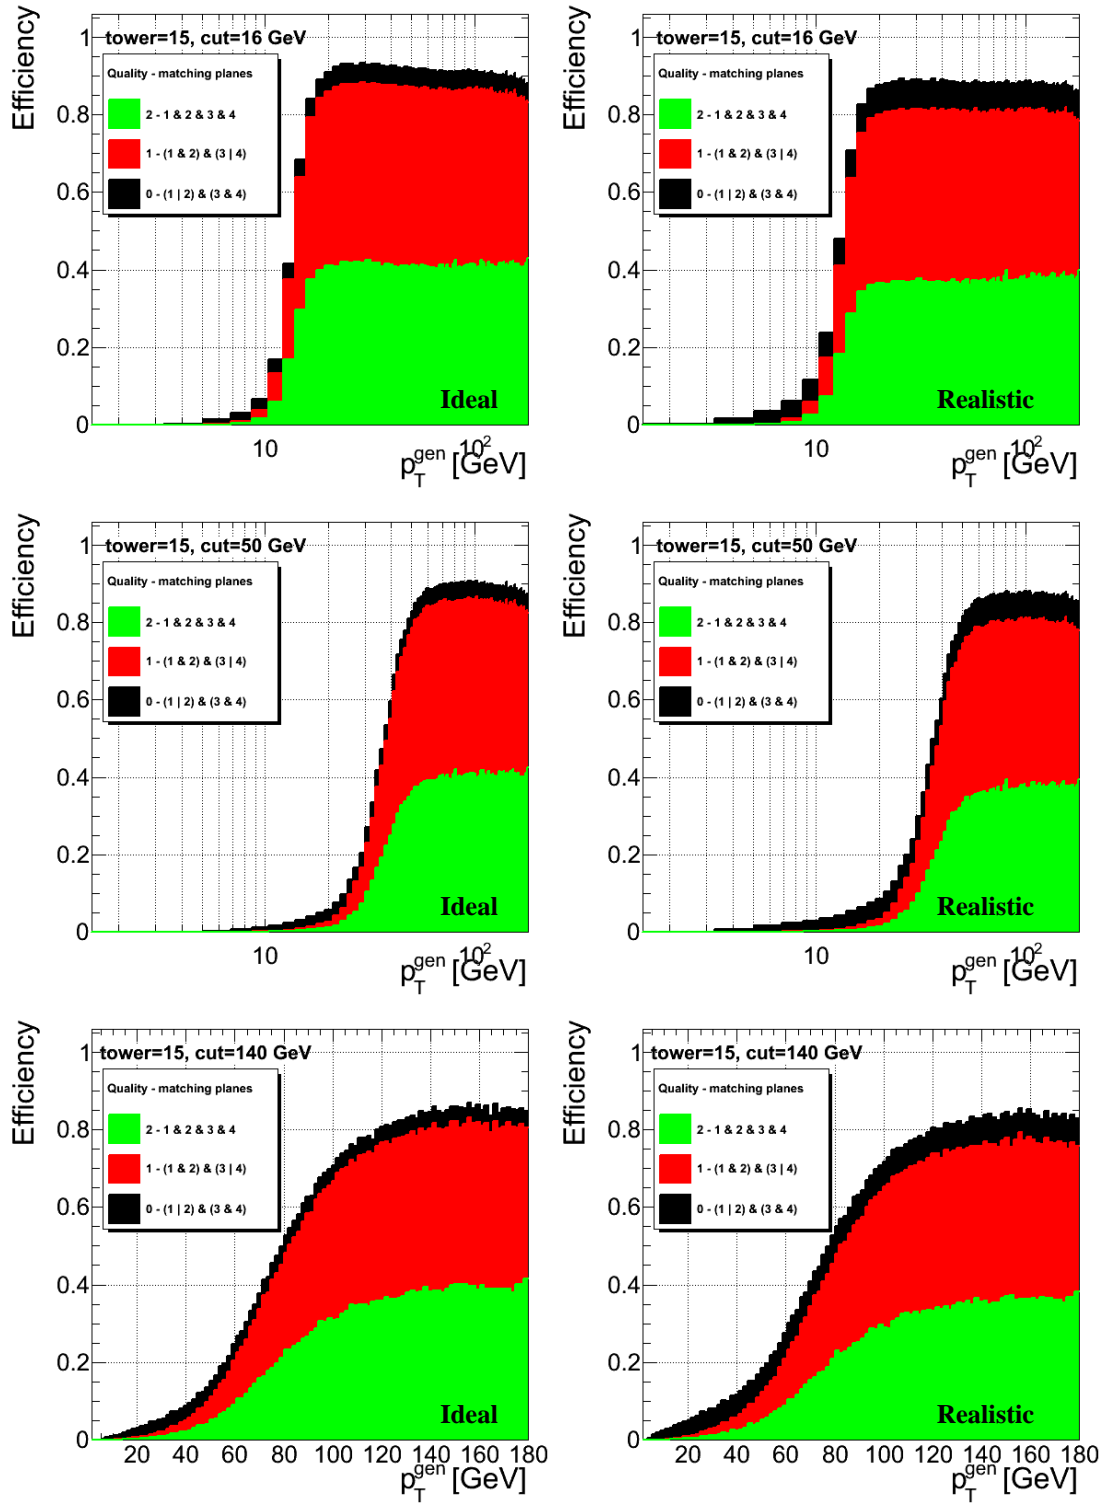 Efficiency
1
0.8
0.6
0.4
0.2
0
tower=15, cut=16 GeV
Quality - matching planes
2 - 1 & 2 & 3 & 4
1 - (1 & 2) & (3 | 4)
0 - (1 | 2) & (3 & 4)
Ideal
10 10²
p_T^gen [GeV]
Efficiency
1
0.8
0.6
0.4
0.2
0
tower=15, cut=16 GeV
Quality - matching planes
2 - 1 & 2 & 3 & 4
1 - (1 & 2) & (3 | 4)
0 - (1 | 2) & (3 & 4)
Realistic
10 10²
p_T^gen [GeV]
Efficiency
1
0.8
0.6
0.4
0.2
0
tower=15, cut=50 GeV
Quality - matching planes
2 - 1 & 2 & 3 & 4
1 - (1 & 2) & (3 | 4)
0 - (1 | 2) & (3 & 4)
Ideal
10 10²
p_T^gen [GeV]
Efficiency
1
0.8
0.6
0.4
0.2
0
tower=15, cut=50 GeV
Quality - matching planes
2 - 1 & 2 & 3 & 4
1 - (1 & 2) & (3 | 4)
0 - (1 | 2) & (3 & 4)
Realistic
10 10²
p_T^gen [GeV]
Efficiency
1
0.8
0.6
0.4
0.2
0
tower=15, cut=140 GeV
Quality - matching planes
2 - 1 & 2 & 3 & 4
1 - (1 & 2) & (3 | 4)
0 - (1 | 2) & (3 & 4)
Ideal
20 40 60 80 100 120 140 160 180
p_T^gen [GeV]
Efficiency
1
0.8
0.6
0.4
0.2
0
tower=15, cut=140 GeV
Quality - matching planes
2 - 1 & 2 & 3 & 4
1 - (1 & 2) & (3 | 4)
0 - (1 | 2) & (3 & 4)
Realistic
20 40 60 80 100 120 140 160 180
p_T^gen [GeV]